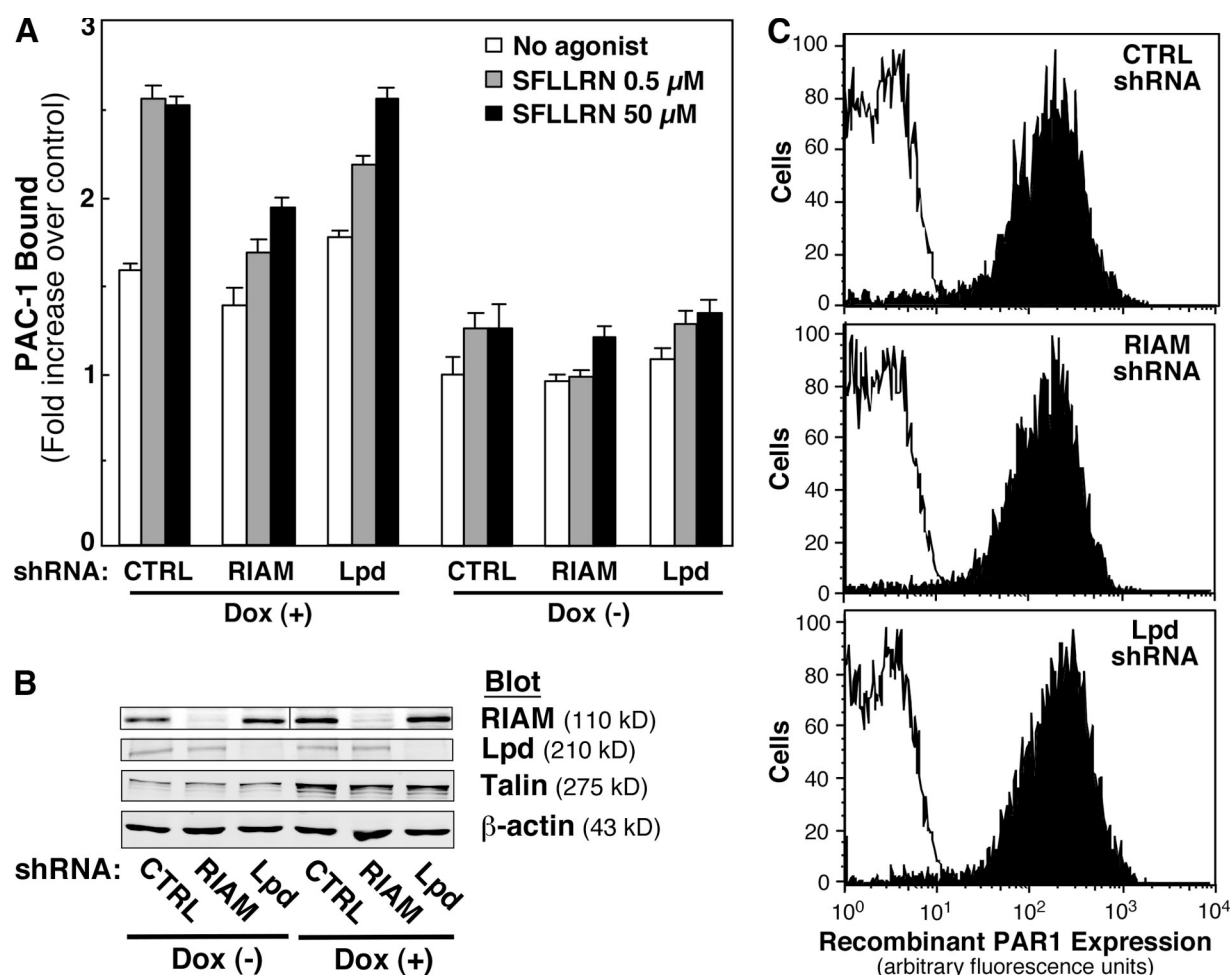 A
3
2
1
0
PAC-1 Bound
(Fold increase over control)
No agonist
SFLLRN 0.5 µM
SFLLRN 50 µM
shRNA: CTRL RIAM Lpd CTRL RIAM Lpd
Dox (+) Dox (-)
B
Blot
RIAM (110 kD)
Lpd (210 kD)
Talin (275 kD)
β-actin (43 kD)
shRNA: CTRL RIAM Lpd CTRL RIAM Lpd
Dox (-) Dox (+)
C
CTRL
shRNA
Cells
100
80
60
40
20
0
RIAM
shRNA
Cells
100
80
60
40
20
0
Lpd
shRNA
Cells
100
80
60
40
20
0
10⁰ 10¹ 10² 10³ 10⁴
Recombinant PAR1 Expression
(arbitrary fluorescence units)